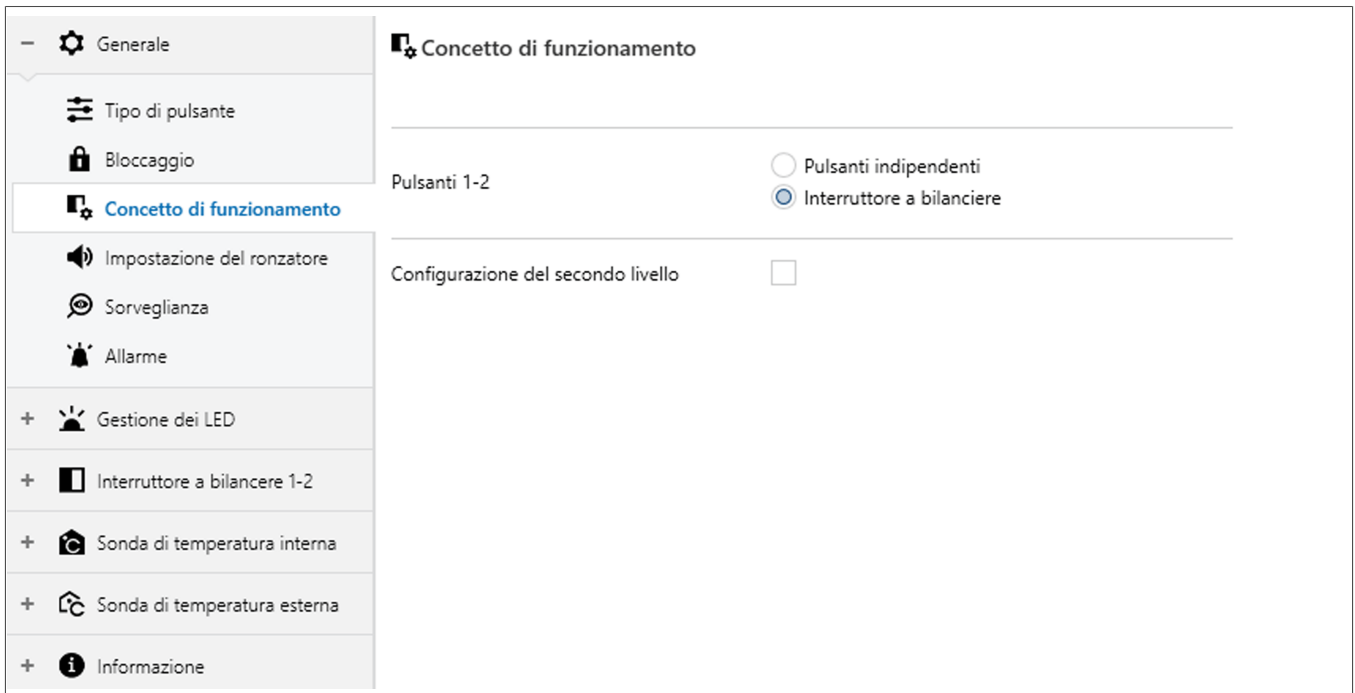 Generale
Tipo di pulsante
Bloccaggio
Concetto di funzionamento
Impostazione del ronzatore
Sorveglianza
Allarme
Gestione dei LED
Interruttore a bilancere 1-2
Sonda di temperatura interna
Sonda di temperatura esterna
Informazione
Concetto di funzionamento
Pulsanti 1-2
Pulsanti indipendenti
Interruttore a bilanciere
Configurazione del secondo livello